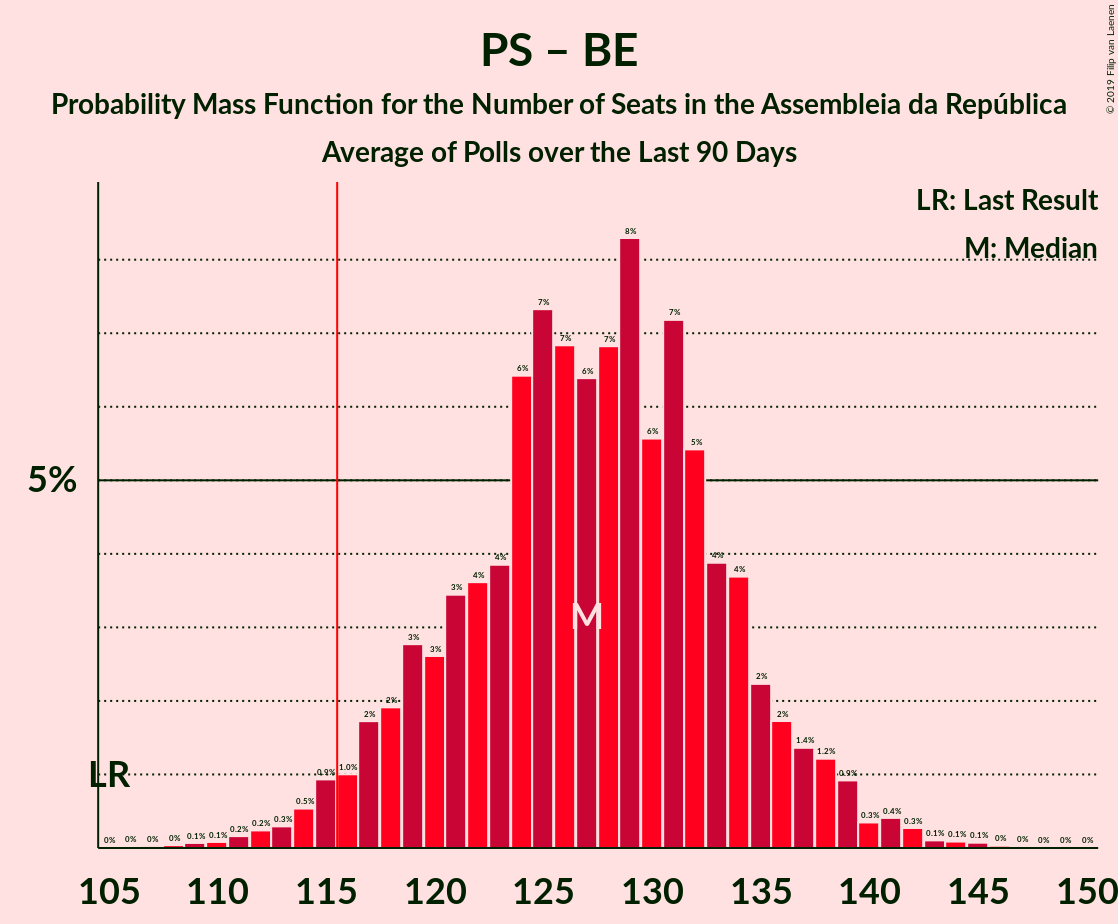 PS – BE
Probability Mass Function for the Number of Seats in the Assembleia da República
Average of Polls over the Last 90 Days
© 2019 Filip van Laenen
LR: Last Result
M: Median
5%
LR
M
0% 0% 0% 0% 0.1% 0.1% 0.2% 0.2% 0.3% 0.5% 0.9% 1.0% 2% 2% 3% 3% 3% 4% 4% 6% 7% 7% 6% 7% 8% 6% 7% 5% 4% 4% 2% 2% 1.4% 1.2% 0.9% 0.3% 0.4% 0.3% 0.1% 0.1% 0.1% 0% 0% 0% 0% 0%
105 110 115 120 125 130 135 140 145 150